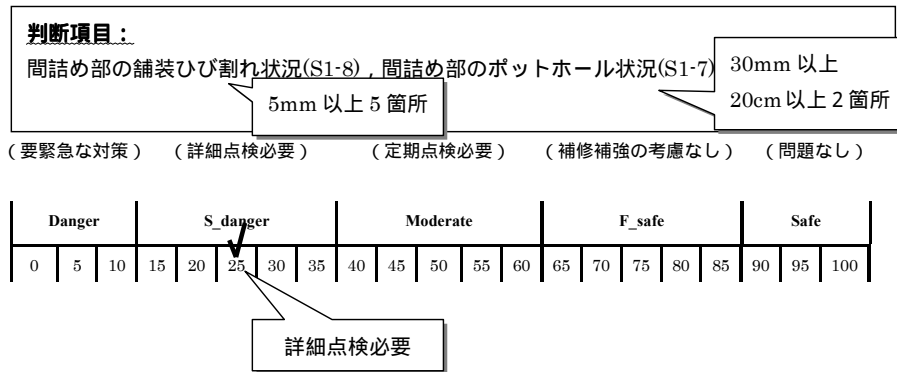 判断項目：
間詰め部の舗装ひび割れ状況(S1-8) , 間詰め部のポットホール状況(S1-7)
5mm 以上 5 箇所
30mm 以上
20cm 以上 2 箇所
( 要緊急な対策 ) ( 詳細点検必要 ) ( 定期点検必要 ) ( 補修補強の考慮なし ) ( 問題なし )
Danger S_danger Moderate F_safe Safe
0 5 10 15 20 25 30 35 40 45 50 55 60 65 70 75 80 85 90 95 100
詳細点検必要